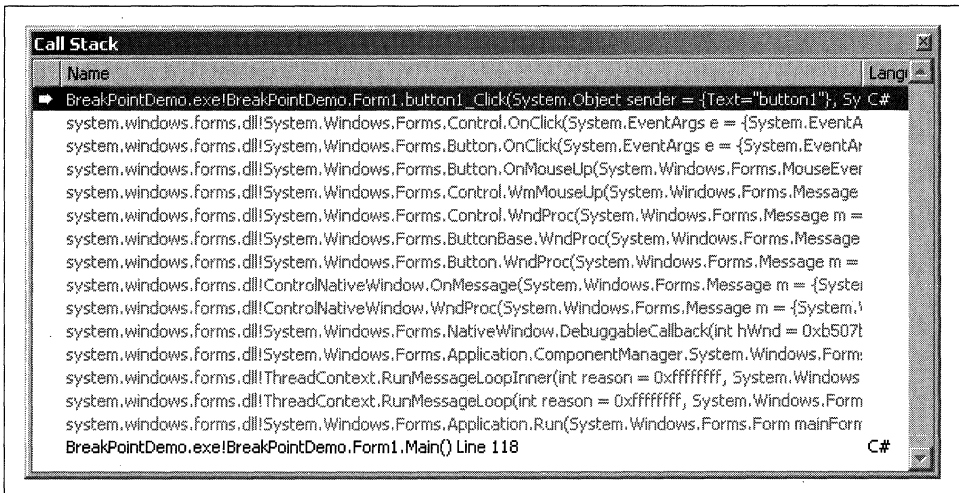 Call Stack
Name Langu
BreakPointDemo.exe!BreakPointDemo.Form1.button1_Click(System.Object sender = {Text="button1"}, Sy C#
system.windows.forms.dll!System.Windows.Forms.Control.OnClick(System.EventArgs e = {System.EventA
system.windows.forms.dll!System.Windows.Forms.Button.OnClick(System.EventArgs e = {System.EventAr
system.windows.forms.dll!System.Windows.Forms.Button.OnMouseUp(System.Windows.Forms.MouseEver
system.windows.forms.dll!System.Windows.Forms.Control.WmMouseUp(System.Windows.Forms.Message
system.windows.forms.dll!System.Windows.Forms.Control.WndProc(System.Windows.Forms.Message m =
system.windows.forms.dll!System.Windows.Forms.ButtonBase.WndProc(System.Windows.Forms.Message
system.windows.forms.dll!System.Windows.Forms.Button.WndProc(System.Windows.Forms.Message m =
system.windows.forms.dll!ControlNativeWindow.OnMessage(System.Windows.Forms.Message m = {System
system.windows.forms.dll!ControlNativeWindow.WndProc(System.Windows.Forms.Message m = {System.\
system.windows.forms.dll!System.Windows.Forms.NativeWindow.DebuggableCallback(int hWnd = 0xb507b
system.windows.forms.dll!System.Windows.Forms.Application.ComponentManager.System.Windows.Forms
system.windows.forms.dll!ThreadContext.RunMessageLoopInner(int reason = 0xffffffff, System.Windows
system.windows.forms.dll!ThreadContext.RunMessageLoop(int reason = 0xffffffff, System.Windows.Form
system.windows.forms.dll!System.Windows.Forms.Application.Run(System.Windows.Forms.Form mainForm
BreakPointDemo.exe!BreakPointDemo.Form1.Main() Line 118 C#